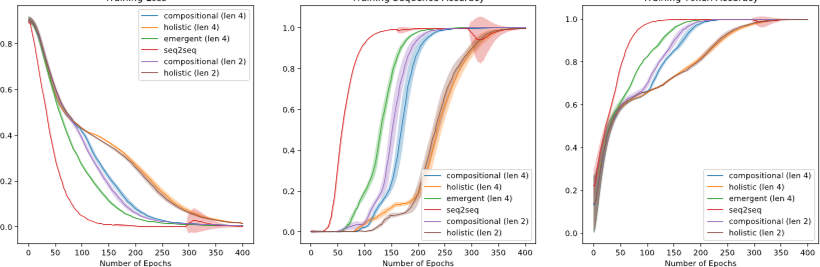 Training Loss
compositional (len 4)
holistic (len 4)
emergent (len 4)
seq2seq
compositional (len 2)
holistic (len 2)
0.8
0.6
0.4
0.2
0.0
0 50 100 150 200 250 300 350 400
Number of Epochs
Training Sequence Accuracy
1.0
0.8
0.6
0.4
0.2
0.0
compositional (len 4)
holistic (len 4)
emergent (len 4)
seq2seq
compositional (len 2)
holistic (len 2)
0 50 100 150 200 250 300 350 400
Number of Epochs
Training Token Accuracy
1.0
0.8
0.6
0.4
0.2
0.0
compositional (len 4)
holistic (len 4)
emergent (len 4)
seq2seq
compositional (len 2)
holistic (len 2)
0 50 100 150 200 250 300 350 400
Number of Epochs